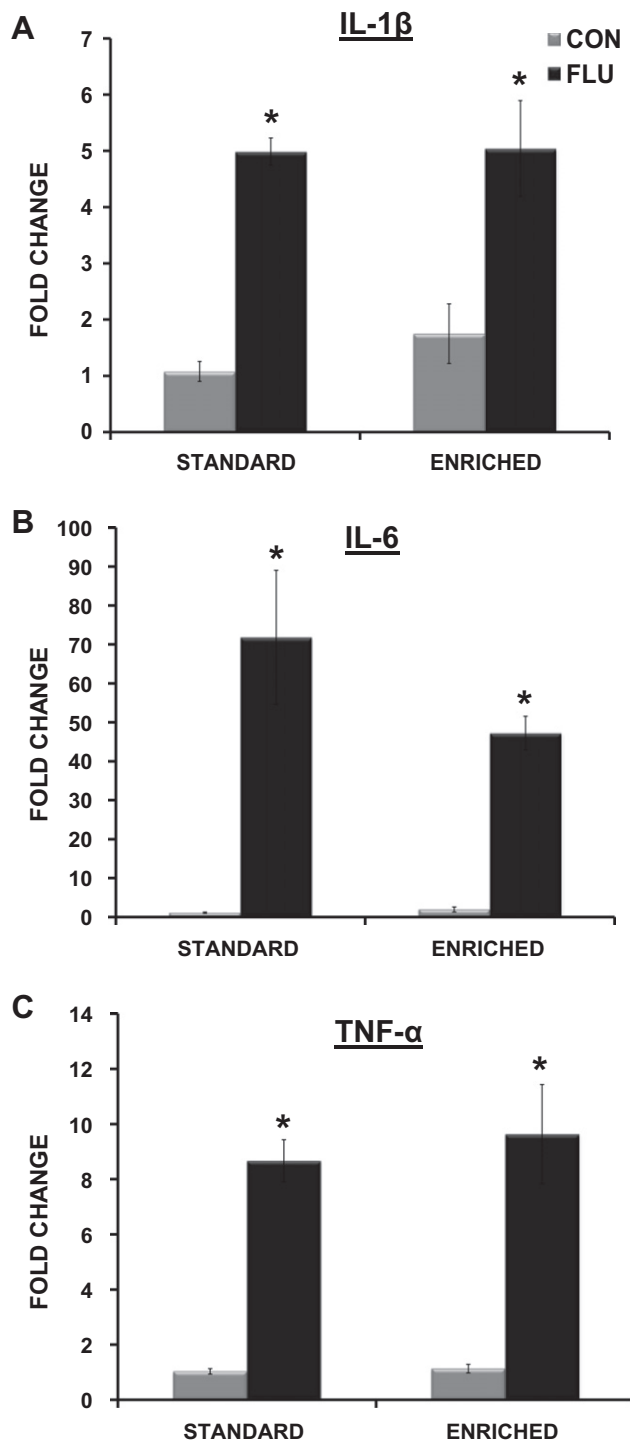 A
IL-1β
CON
FLU
FOLD CHANGE
7
6
5
4
3
2
1
0
*
*
STANDARD
ENRICHED
B
IL-6
FOLD CHANGE
100
90
80
70
60
50
40
30
20
10
0
*
*
STANDARD
ENRICHED
C
TNF-α
FOLD CHANGE
14
12
10
8
6
4
2
0
*
*
STANDARD
ENRICHED